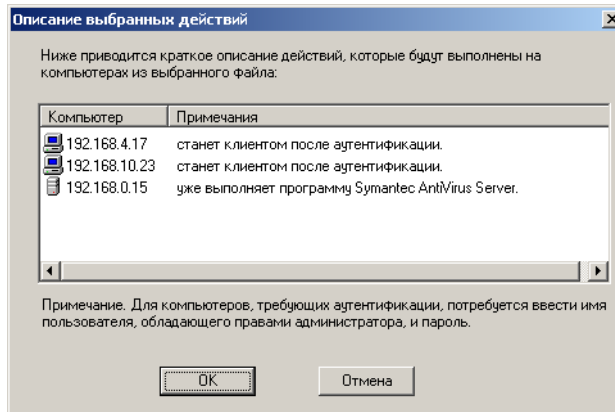 Описание выбранных действий
Ниже приводится краткое описание действий, которые будут выполнены на
компьютерах из выбранного файла:
Компьютер Примечания
192.168.4.17 станет клиентом после аутентификации.
192.168.10.23 станет клиентом после аутентификации.
192.168.0.15 уже выполняет программу Symantec AntiVirus Server.
Примечание. Для компьютеров, требующих аутентификации, потребуется ввести имя
пользователя, обладающего правами администратора, и пароль.
OK Отмена